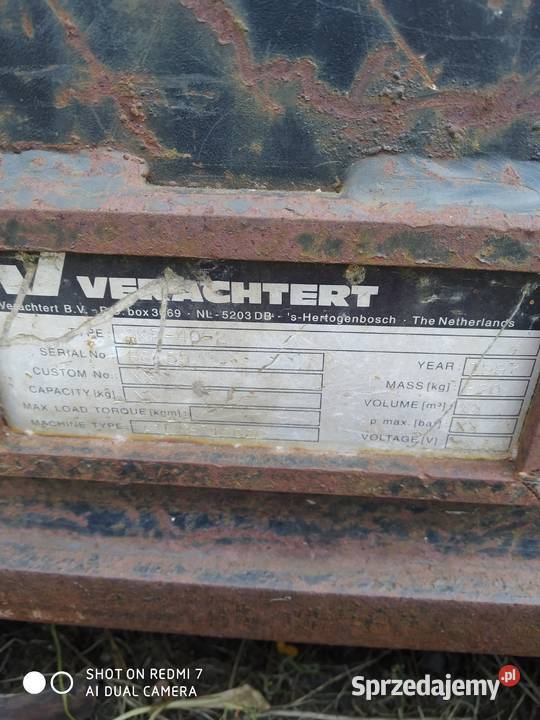 VERACHTERT
Verachtert B.V. - P.O. box 3069 - NL - 5203 DB - 's-Hertogenbosch - The Netherlands
TYPE
SERIAL No. YEAR
CUSTOM No. MASS [kg]
CAPACITY [kg] VOLUME [m³]
MAX. LOAD TORQUE [kgm] p max. [bar]
MACHINE TYPE VOLTAGE [V]
SHOT ON REDMI 7
AI DUAL CAMERA
Sprzedajemy.pl